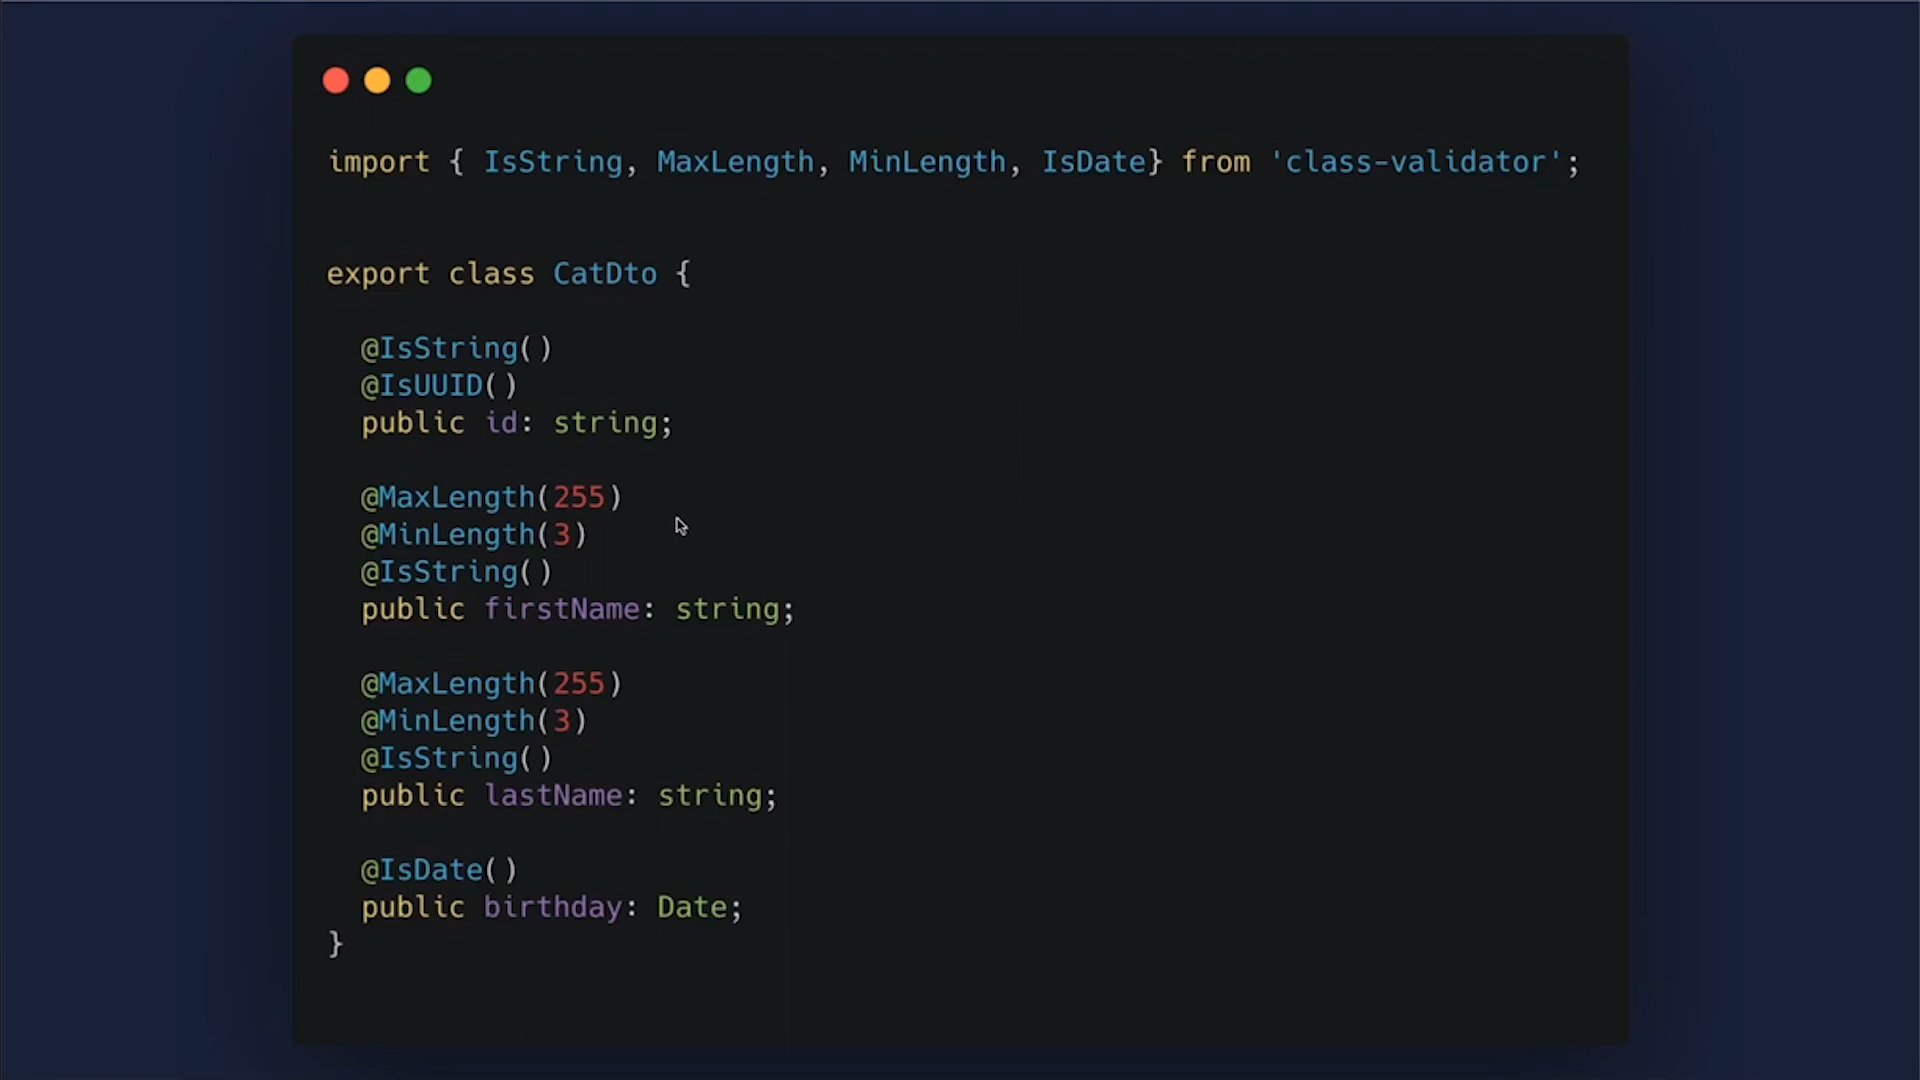 import { IsString, MaxLength, MinLength, IsDate} from 'class-validator';
export class CatDto {
@IsString()
@IsUUID()
public id: string;
@MaxLength(255)
@MinLength(3)
@IsString()
public firstName: string;
@MaxLength(255)
@MinLength(3)
@IsString()
public lastName: string;
@IsDate()
public birthday: Date;
}